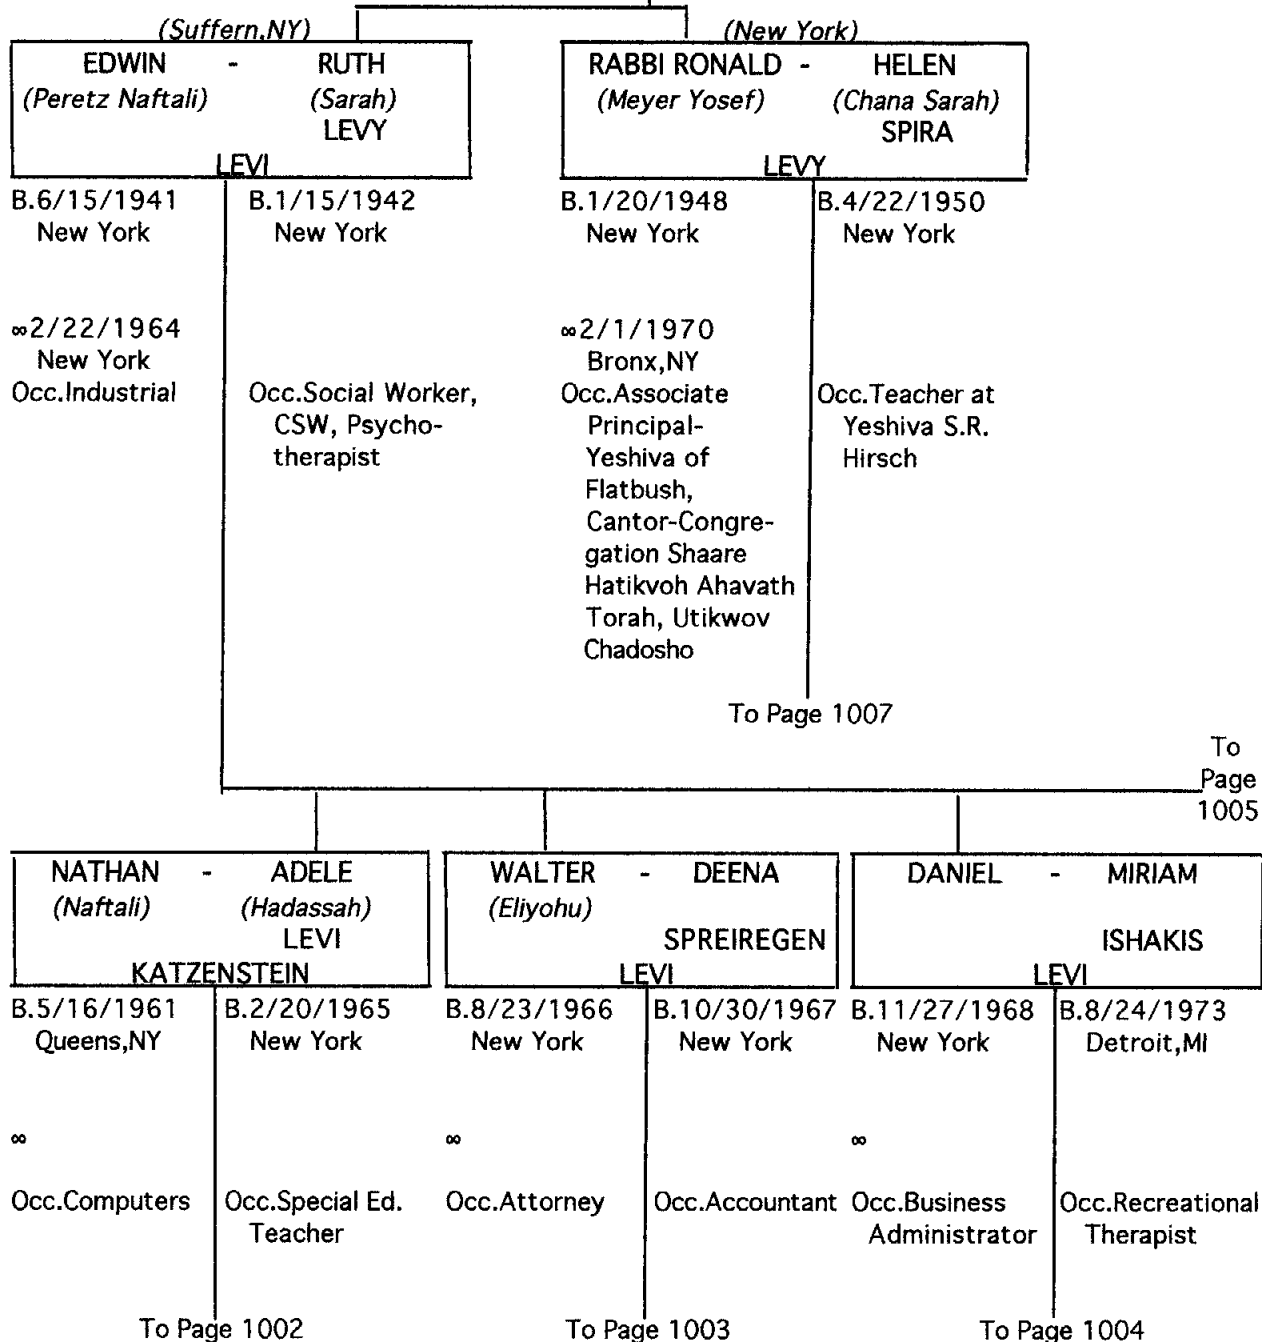 (Suffern,NY) (New York)
EDWIN - RUTH
(Peretz Naftali) (Sarah)
LEVY
LEVI
B.6/15/1941 B.1/15/1942
New York New York
∞2/22/1964
New York
Occ.Industrial Occ.Social Worker,
CSW, Psycho-
therapist
RABBI RONALD - HELEN
(Meyer Yosef) (Chana Sarah)
SPIRA
LEVY
B.1/20/1948 B.4/22/1950
New York New York
∞2/1/1970
Bronx,NY
Occ.Associate Occ.Teacher at
Principal- Yeshiva S.R.
Yeshiva of Hirsch
Flatbush,
Cantor-Congre-
gation Shaare
Hatikvoh Ahavath
Torah, Utikwov
Chadosho
To Page 1007
To
Page
1005
NATHAN - ADELE
(Naftali) (Hadassah)
LEVI
KATZENSTEIN
B.5/16/1961 B.2/20/1965
Queens,NY New York
∞
Occ.Computers Occ.Special Ed.
Teacher
To Page 1002
WALTER - DEENA
(Eliyohu)
SPREIREGEN
LEVI
B.8/23/1966 B.10/30/1967
New York New York
∞
Occ.Attorney Occ.Accountant
To Page 1003
DANIEL - MIRIAM
ISHAKIS
LEVI
B.11/27/1968 B.8/24/1973
New York Detroit,MI
∞
Occ.Business Occ.Recreational
Administrator Therapist
To Page 1004